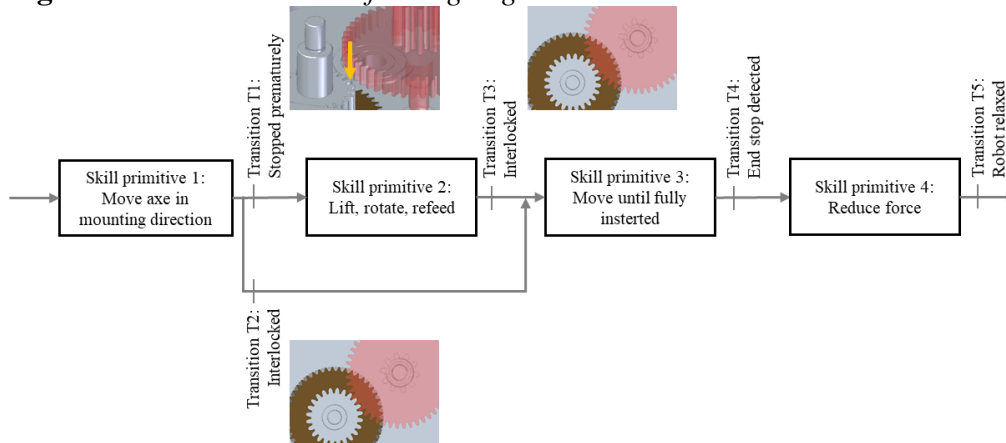 Transition T1:
Stopped prematurely
Transition T3:
Interlocked
Transition T4:
End stop detected
Transition T5:
Robot relaxed
Skill primitive 1:
Move axe in
mounting direction
Skill primitive 2:
Lift, rotate, refeed
Skill primitive 3:
Move until fully
insterted
Skill primitive 4:
Reduce force
Transition T2:
Interlocked